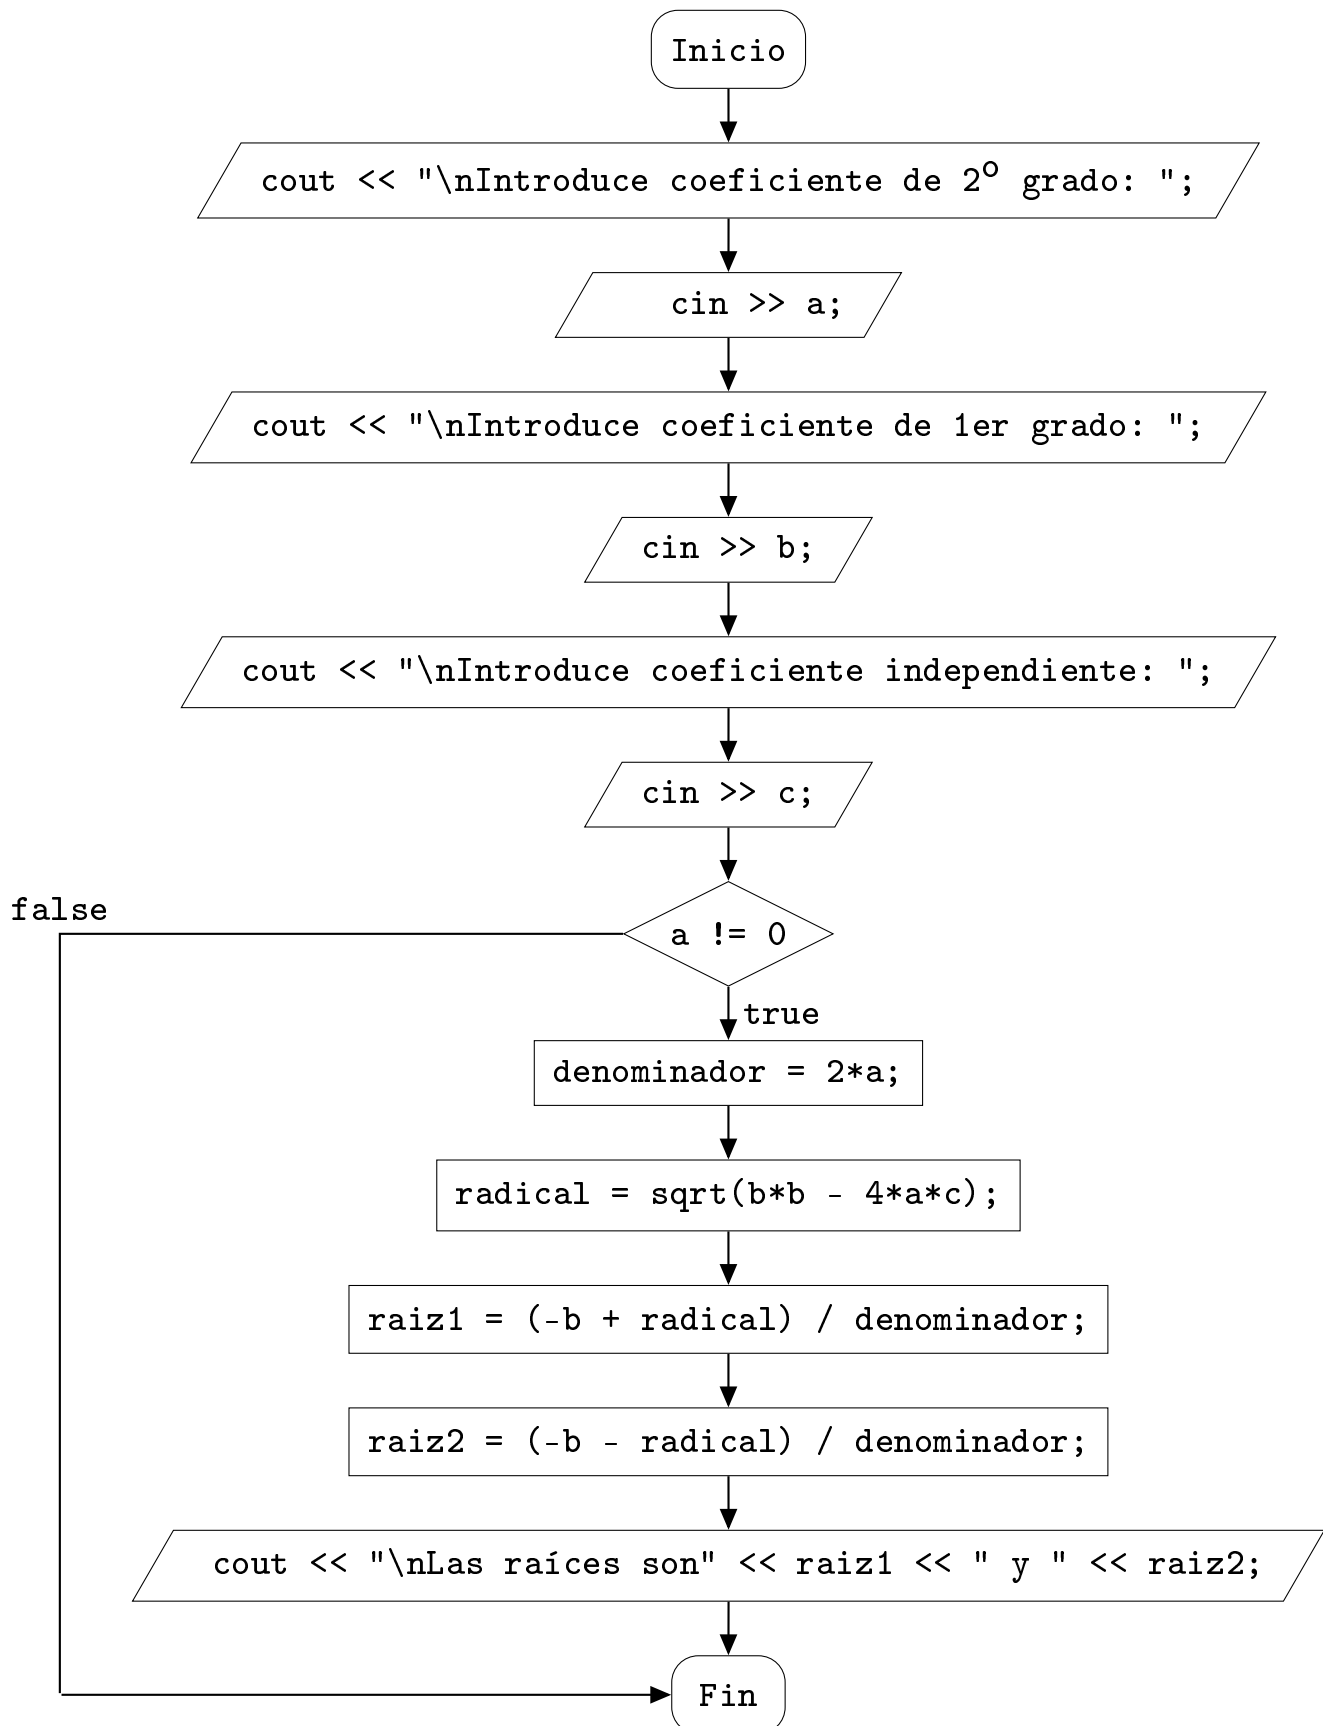 Inicio
cout << "\nIntroduce coeficiente de 2º grado: ";
cin >> a;
cout << "\nIntroduce coeficiente de 1er grado: ";
cin >> b;
cout << "\nIntroduce coeficiente independiente: ";
cin >> c;
false
a != 0
true
denominador = 2*a;
radical = sqrt(b*b - 4*a*c);
raiz1 = (-b + radical) / denominador;
raiz2 = (-b - radical) / denominador;
cout << "\nLas raíces son" << raiz1 << " y " << raiz2;
Fin